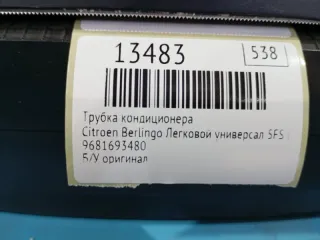 13483
538
Трубка кондиционера
Citroen Berlingo Легковой универсал 5FS
9681693480
Б/У оригинал